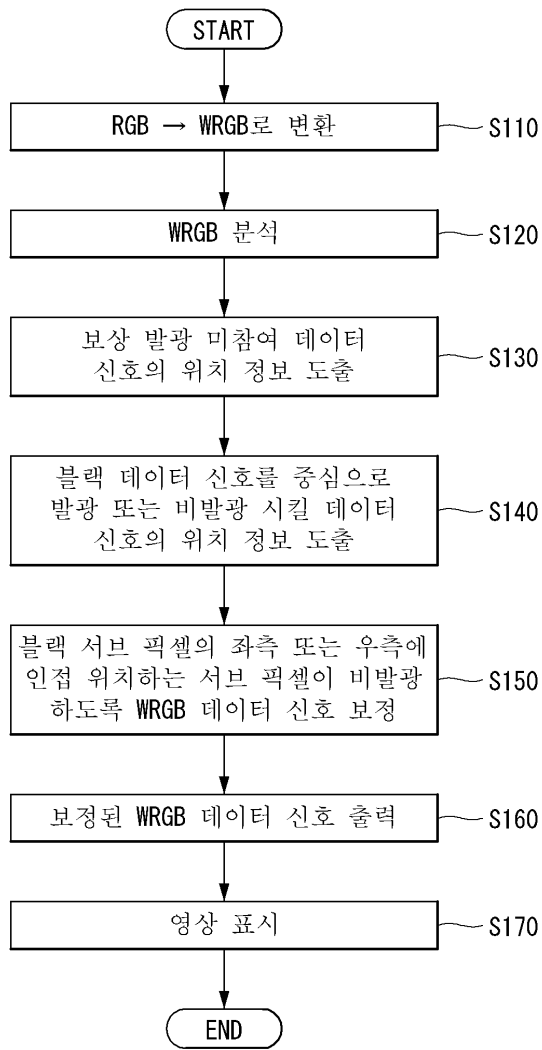 START
RGB → WRGB로 변환
S110
WRGB 분석
S120
보상 발광 미참여 데이터
신호의 위치 정보 도출
S130
블랙 데이터 신호를 중심으로
발광 또는 비발광 시킬 데이터
신호의 위치 정보 도출
S140
블랙 서브 픽셀의 좌측 또는 우측에
인접 위치하는 서브 픽셀이 비발광
하도록 WRGB 데이터 신호 보정
S150
보정된 WRGB 데이터 신호 출력
S160
영상 표시
S170
END